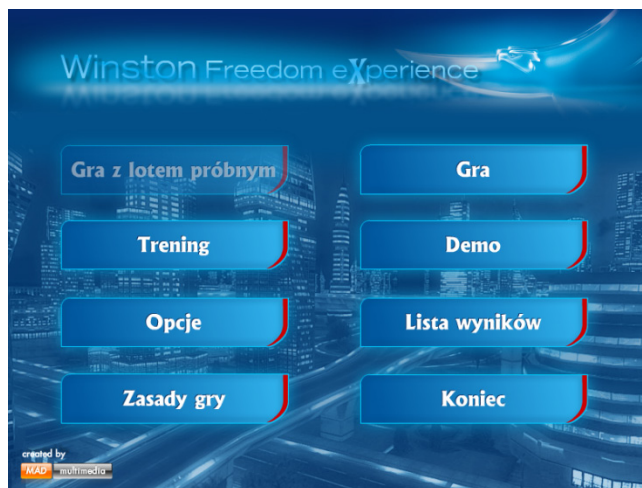 Winston Freedom eXperience
Gra z lotem próbnym
Gra
Trening
Demo
Opcje
Lista wyników
Zasady gry
Koniec
created by
MAD multimedia